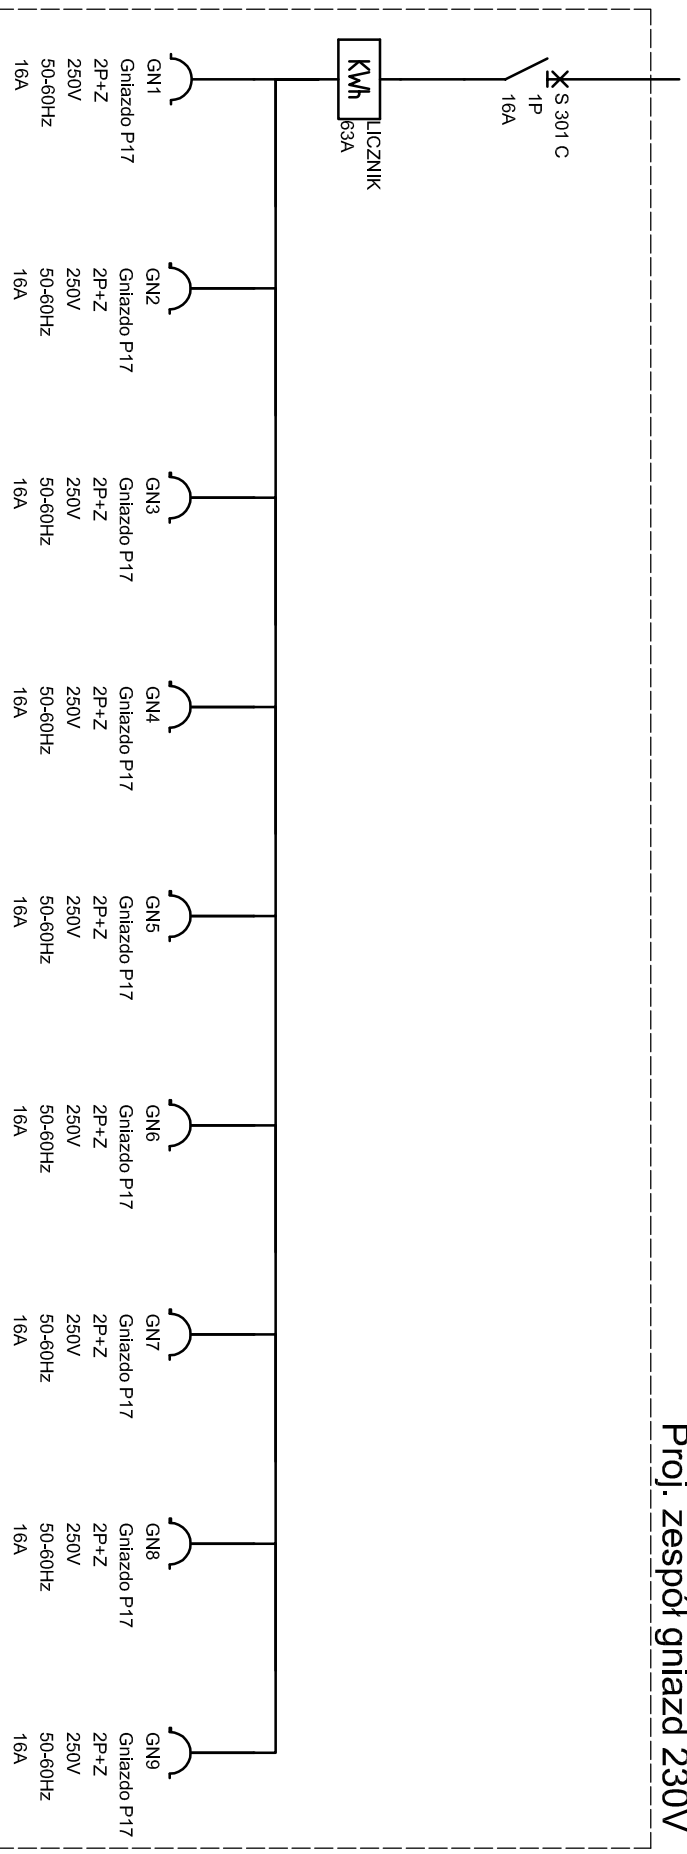 Proj. zespół gniazd 230V
S 301 C
1P
16A
LICZNIK
63A
KWh
GN1
Gniazdo P17
2P+Z
250V
50-60Hz
16A
GN2
Gniazdo P17
2P+Z
250V
50-60Hz
16A
GN3
Gniazdo P17
2P+Z
250V
50-60Hz
16A
GN4
Gniazdo P17
2P+Z
250V
50-60Hz
16A
GN5
Gniazdo P17
2P+Z
250V
50-60Hz
16A
GN6
Gniazdo P17
2P+Z
250V
50-60Hz
16A
GN7
Gniazdo P17
2P+Z
250V
50-60Hz
16A
GN8
Gniazdo P17
2P+Z
250V
50-60Hz
16A
GN9
Gniazdo P17
2P+Z
250V
50-60Hz
16A